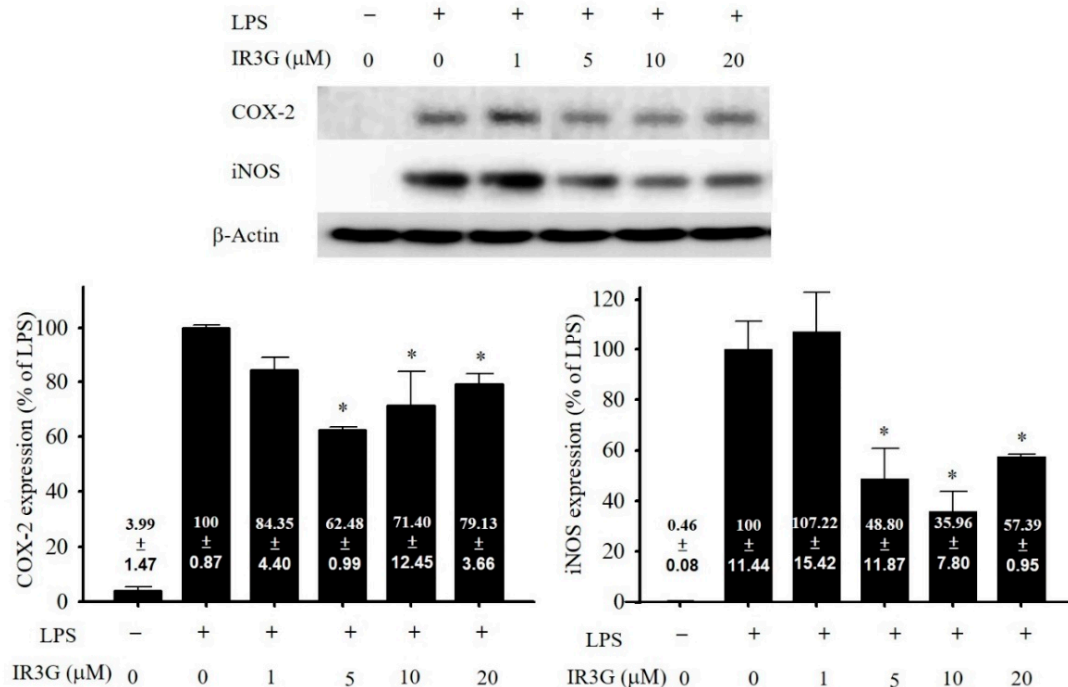 LPS – + + + + +
IR3G (μM) 0 0 1 5 10 20
COX-2
iNOS
β-Actin
COX-2 expression (% of LPS)
100
80
60
40
20
0
3.99 ± 1.47
100 ± 0.87
84.35 ± 4.40
62.48 ± 0.99
71.40 ± 12.45
79.13 ± 3.66
* * *
LPS – + + + + +
IR3G (μM) 0 0 1 5 10 20
iNOS expression (% of LPS)
120
100
80
60
40
20
0
0.46 ± 0.08
100 ± 11.44
107.22 ± 15.42
48.80 ± 11.87
35.96 ± 7.80
57.39 ± 0.95
* * *
LPS – + + + + +
IR3G (μM) 0 0 1 5 10 20